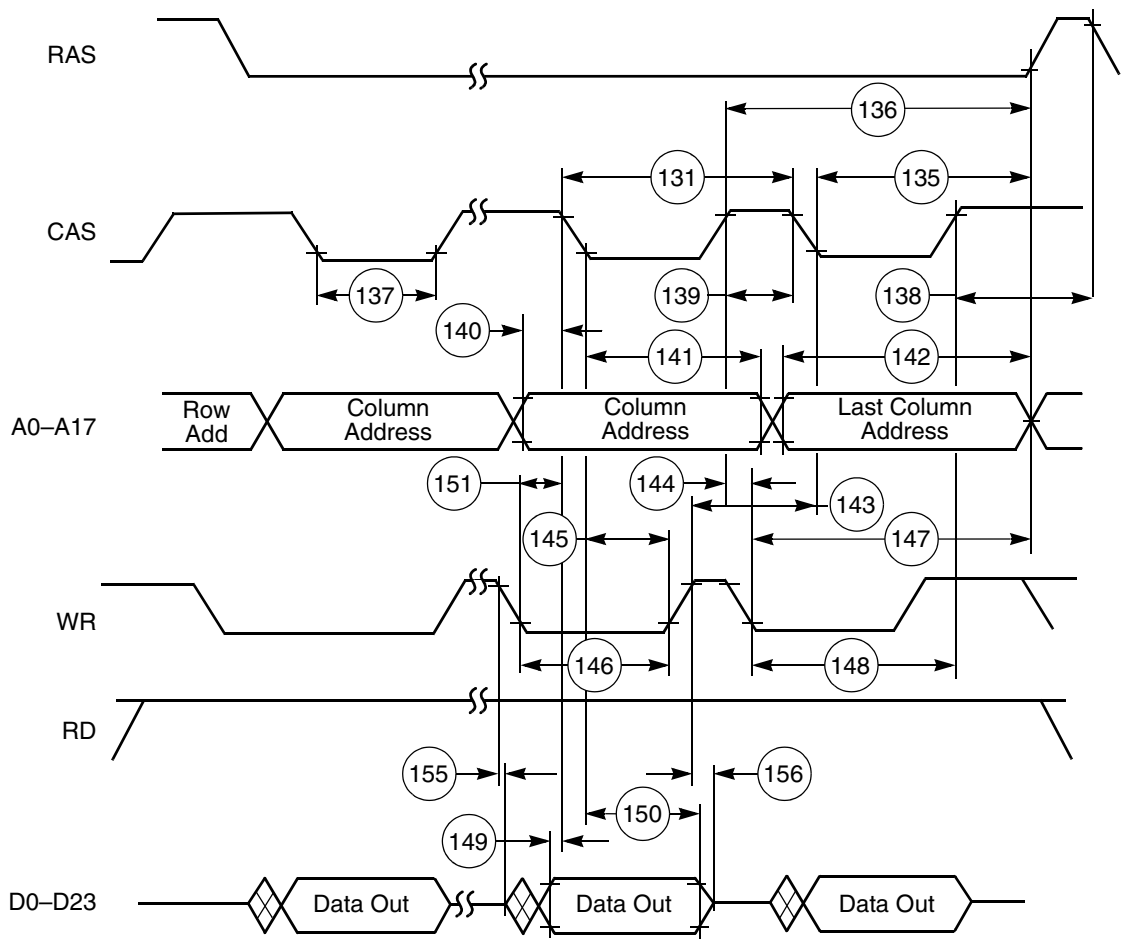 RAS
136
131
135
CAS
137
139
138
140
141
142
A0–A17
Row
Add
Column
Address
Column
Address
Last Column
Address
151
144
143
145
147
WR
146
148
RD
155
156
150
149
D0–D23
Data Out
Data Out
Data Out